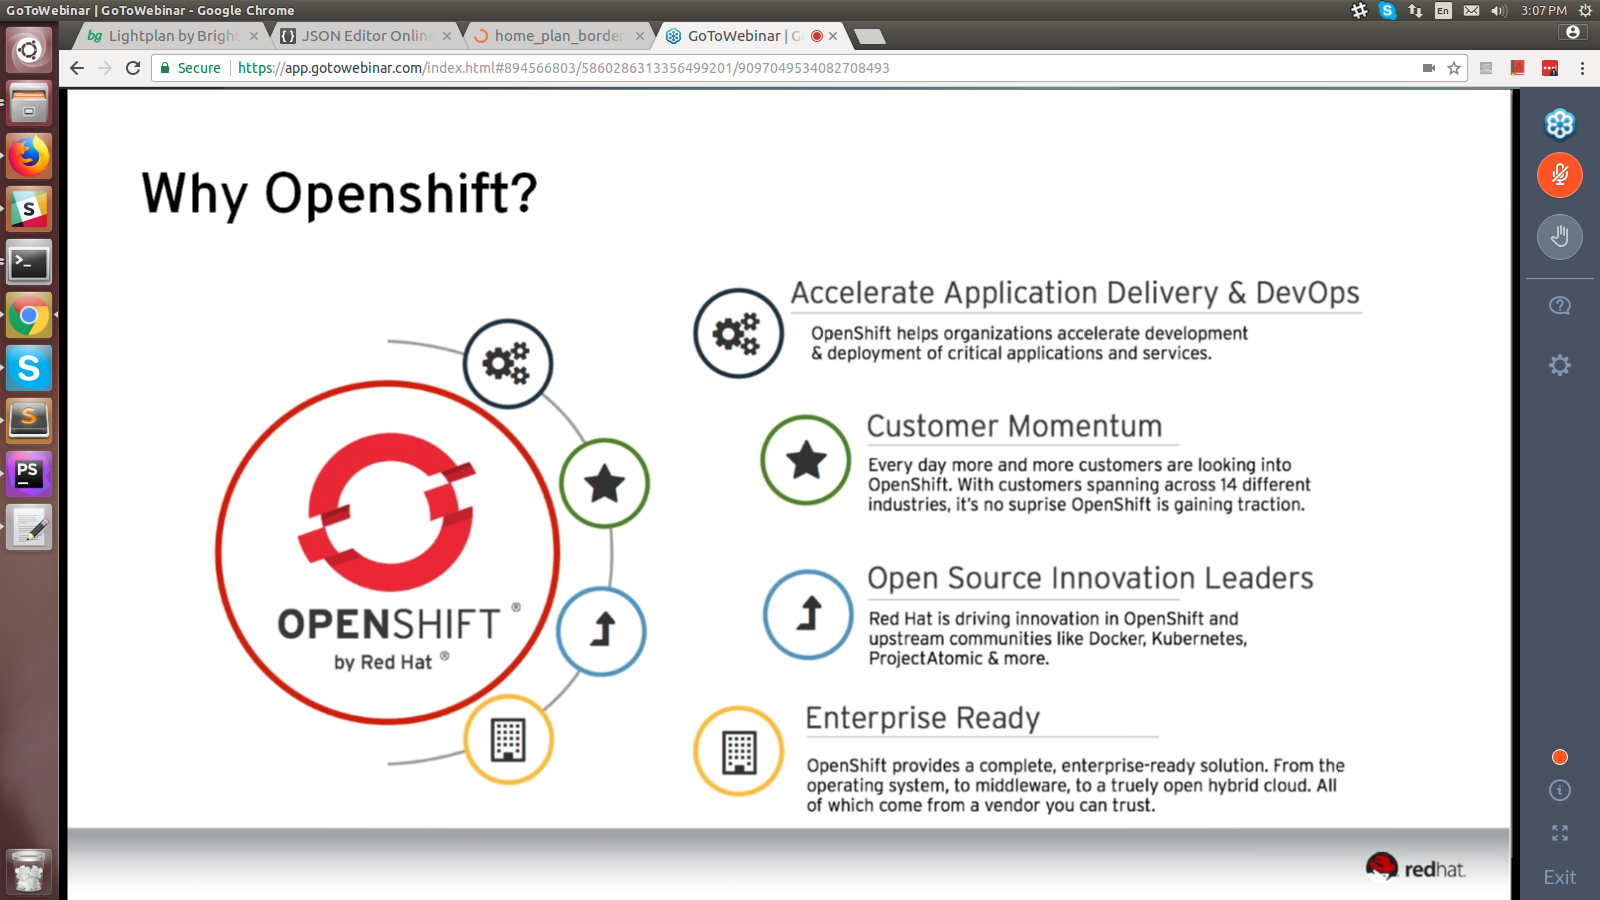 GoToWebinar | GoToWebinar - Google Chrome
En
3:07 PM
bg Lightplan by Brigh
JSON Editor Online
home_plan_border
GoToWebinar | G
Secure
https://app.gotowebinar.com/index.html#894566803/5860286313356499201/9097049534082708493
Why Openshift?
OPENSHIFT ®
by Red Hat ®
Accelerate Application Delivery & DevOps
OpenShift helps organizations accelerate development
& deployment of critical applications and services.
Customer Momentum
Every day more and more customers are looking into
OpenShift. With customers spanning across 14 different
industries, it's no suprise OpenShift is gaining traction.
Open Source Innovation Leaders
Red Hat is driving innovation in OpenShift and
upstream communities like Docker, Kubernetes,
ProjectAtomic & more.
Enterprise Ready
OpenShift provides a complete, enterprise-ready solution. From the
operating system, to middleware, to a truely open hybrid cloud. All
of which come from a vendor you can trust.
redhat.
Exit
S
S
S
PS